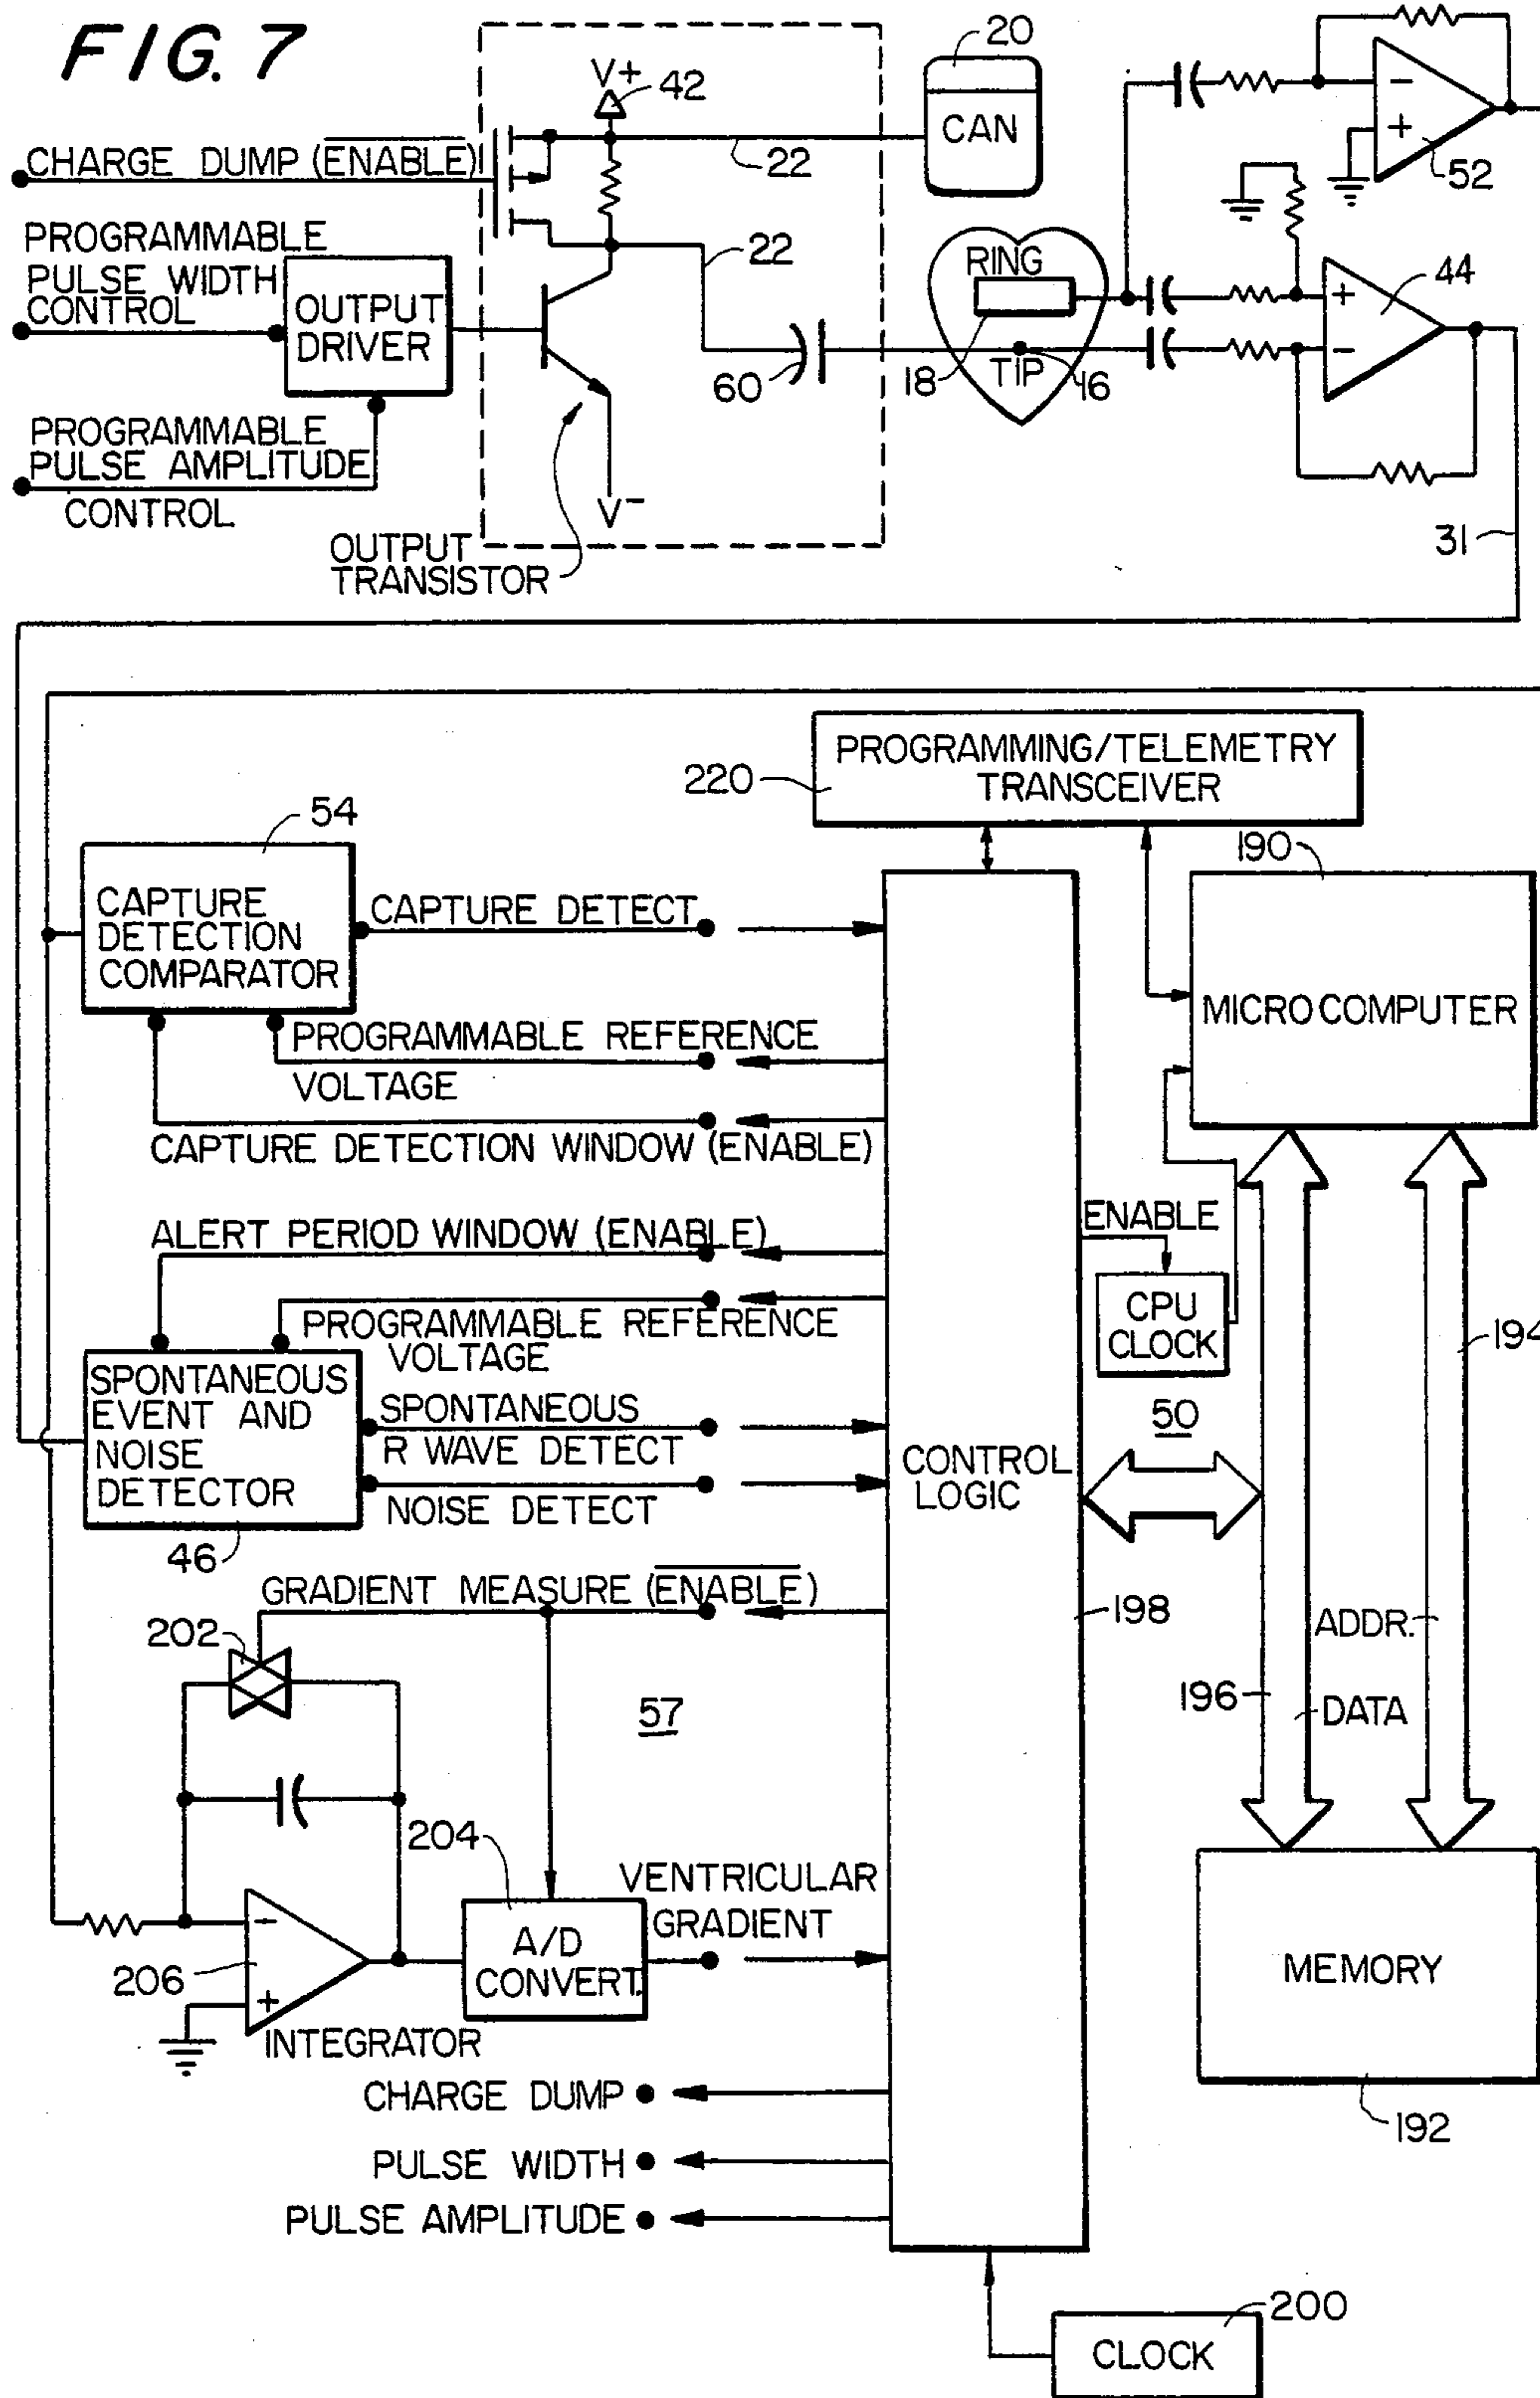 FIG. 7
V+
42
20
CAN
22
CHARGE DUMP (ENABLE)
PROGRAMMABLE
PULSE WIDTH
CONTROL
OUTPUT
DRIVER
22
60
RING
18
TIP
16
-
+
52
+
-
44
PROGRAMMABLE
PULSE AMPLITUDE
CONTROL
V-
OUTPUT
TRANSISTOR
31
PROGRAMMING/TELEMETRY
TRANSCEIVER
220
54
CAPTURE
DETECTION
COMPARATOR
CAPTURE DETECT
PROGRAMMABLE REFERENCE
VOLTAGE
CAPTURE DETECTION WINDOW (ENABLE)
190
MICROCOMPUTER
ALERT PERIOD WINDOW (ENABLE)
PROGRAMMABLE REFERENCE
VOLTAGE
ENABLE
CPU
CLOCK
194
SPONTANEOUS
EVENT AND
NOISE
DETECTOR
SPONTANEOUS
R WAVE DETECT
NOISE DETECT
46
50
CONTROL
LOGIC
GRADIENT MEASURE (ENABLE)
202
198
ADDR.
196
DATA
57
204
VENTRICULAR
GRADIENT
A/D
CONVERT.
-
+
206
INTEGRATOR
MEMORY
192
CHARGE DUMP
PULSE WIDTH
PULSE AMPLITUDE
200
CLOCK